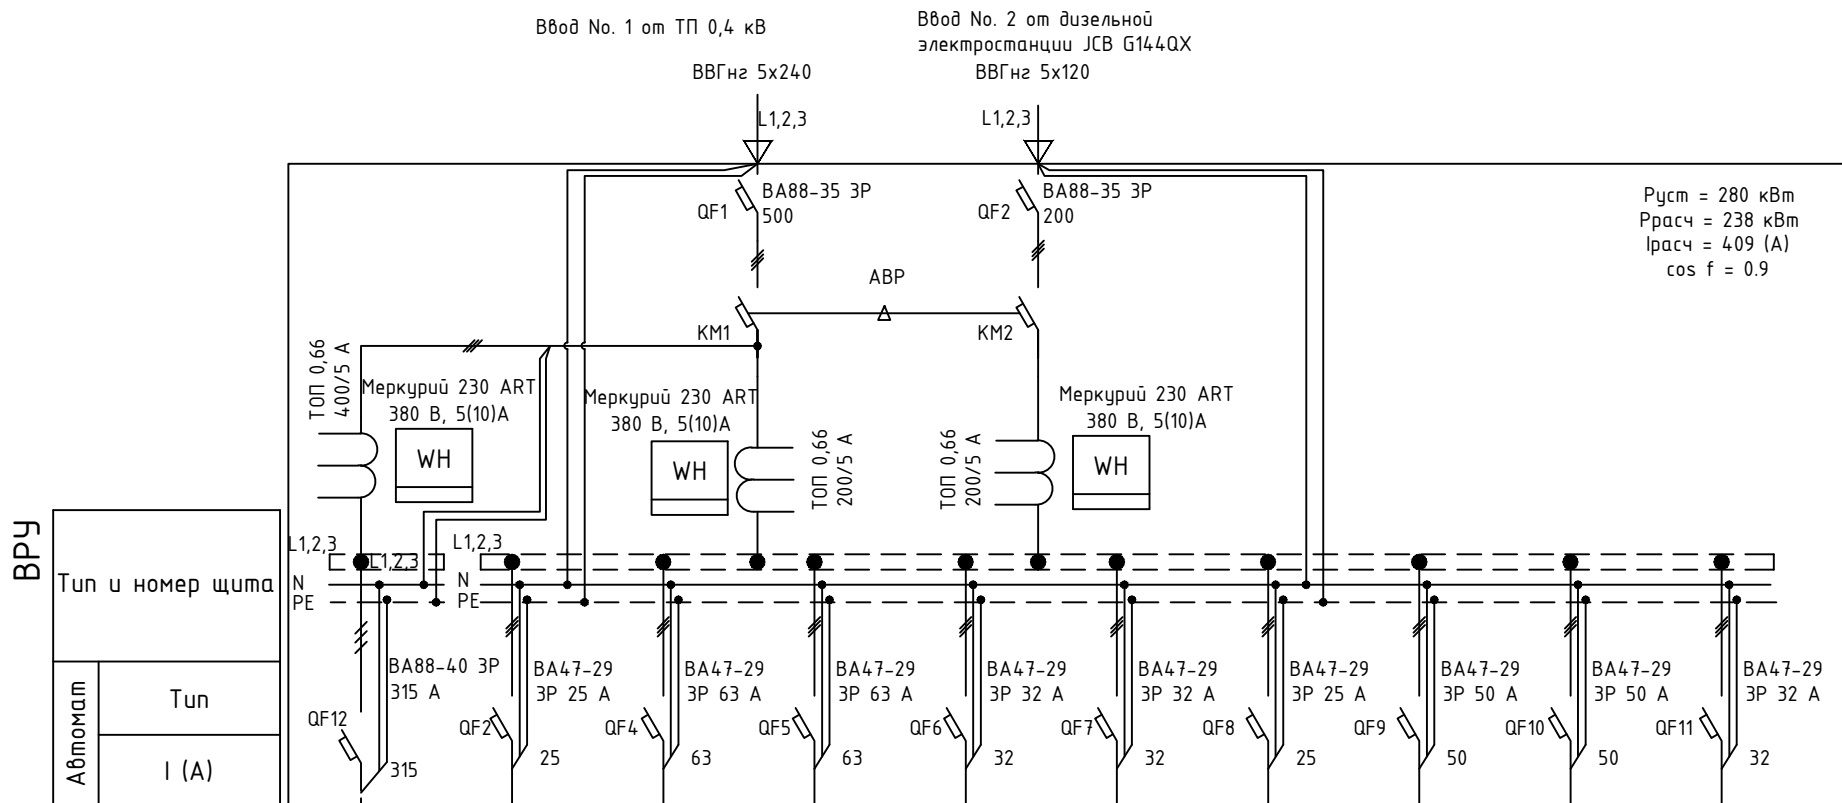 Ввод No. 1 от ТП 0,4 кВ
ВВГнг 5x240
L1,2,3
Ввод No. 2 от дизельной
электростанции JCB G144QX
ВВГнг 5x120
L1,2,3
QF1
ВА88-35 3Р
500
QF2
ВА88-35 3Р
200
Руст = 280 кВт
Ррасч = 238 кВт
Iрасч = 409 (А)
cos f = 0.9
АВР
КМ1
КМ2
ТОП 0,66
400/5 А
Меркурий 230 ART
380 В, 5(10)А
WH
Меркурий 230 ART
380 В, 5(10)А
WH
ТОП 0,66
200/5 А
ТОП 0,66
200/5 А
Меркурий 230 ART
380 В, 5(10)А
WH
ВРУ
Тип и номер щита
Автомат
Тип
I (А)
L1,2,3
L1,2,3
N
PE
L1,2,3
N
PE
ВА88-40 3Р
315 А
QF12
315
ВА47-29
3Р 25 А
QF2
25
ВА47-29
3Р 63 А
QF4
63
ВА47-29
3Р 63 А
QF5
63
ВА47-29
3Р 32 А
QF6
32
ВА47-29
3Р 32 А
QF7
32
ВА47-29
3Р 25 А
QF8
25
ВА47-29
3Р 50 А
QF9
50
ВА47-29
3Р 50 А
QF10
50
ВА47-29
3Р 32 А
QF11
32